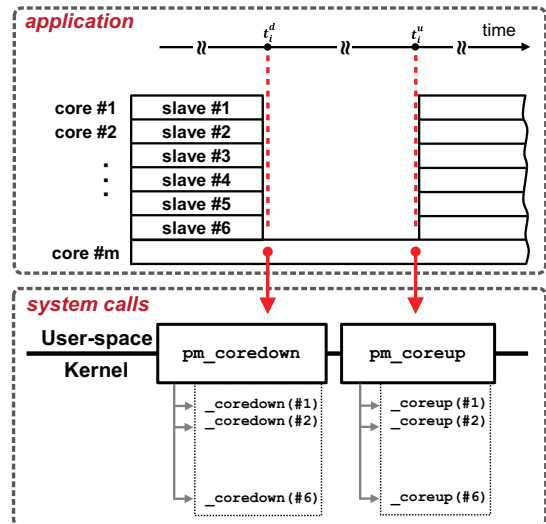 application
t_i^d
t_i^u
time
core #1 slave #1
core #2 slave #2
slave #3
slave #4
slave #5
slave #6
core #m
system calls
User-space
Kernel
pm_coredown
pm_coreup
_coredown(#1)
_coredown(#2)
_coredown(#6)
_coreup(#1)
_coreup(#2)
_coreup(#6)